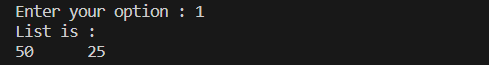 Enter your option : 1
List is :
50      25